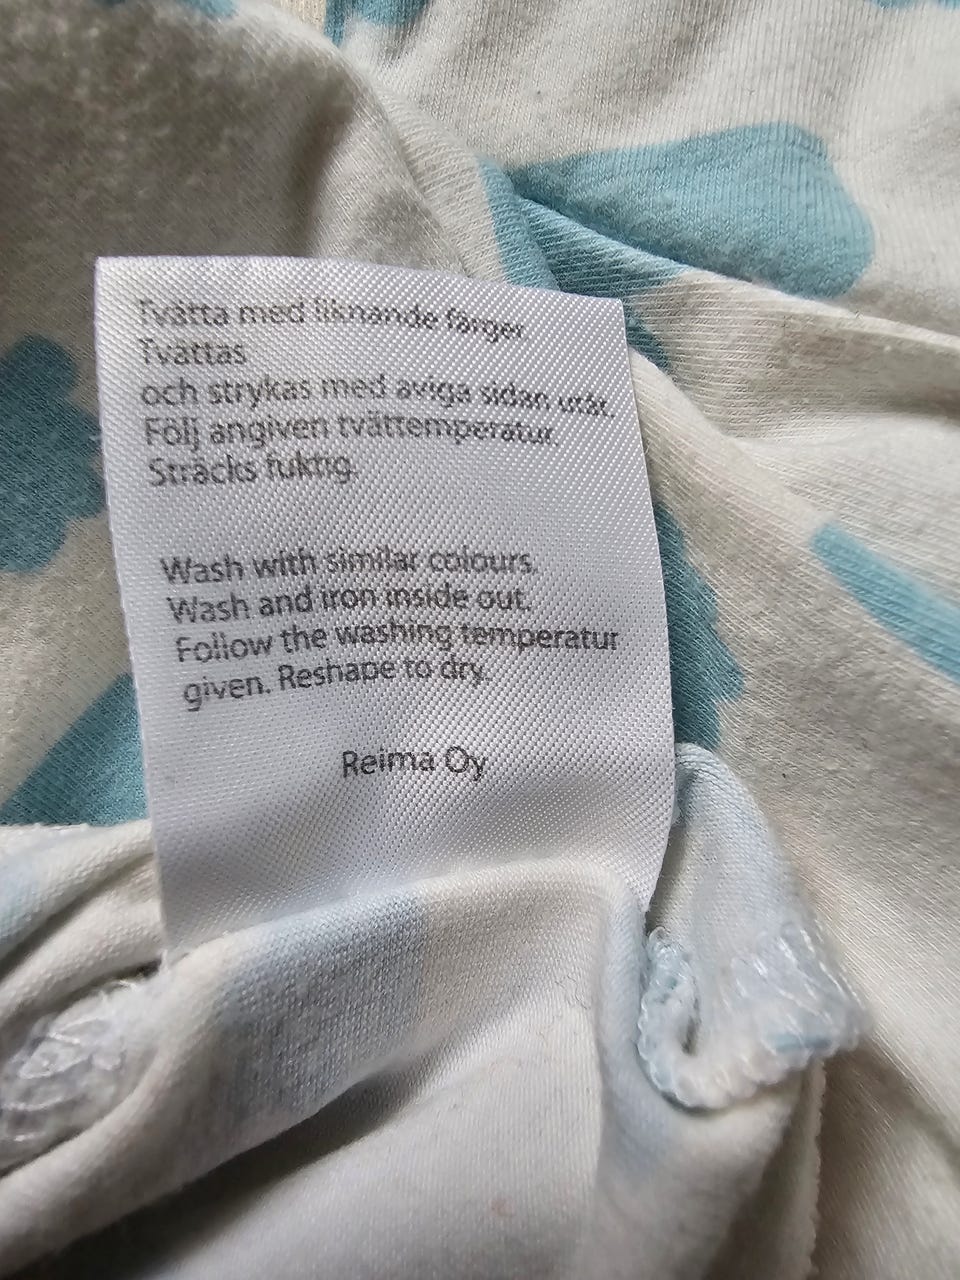 Tvätta med liknande färger
Tvättas
och strykas med aviga sidan utåt.
Följ angiven tvättemperatur.
Sträcks fuktig.
Wash with similar colours.
Wash and iron inside out.
Follow the washing temperatur
given. Reshape to dry.
Reima Oy